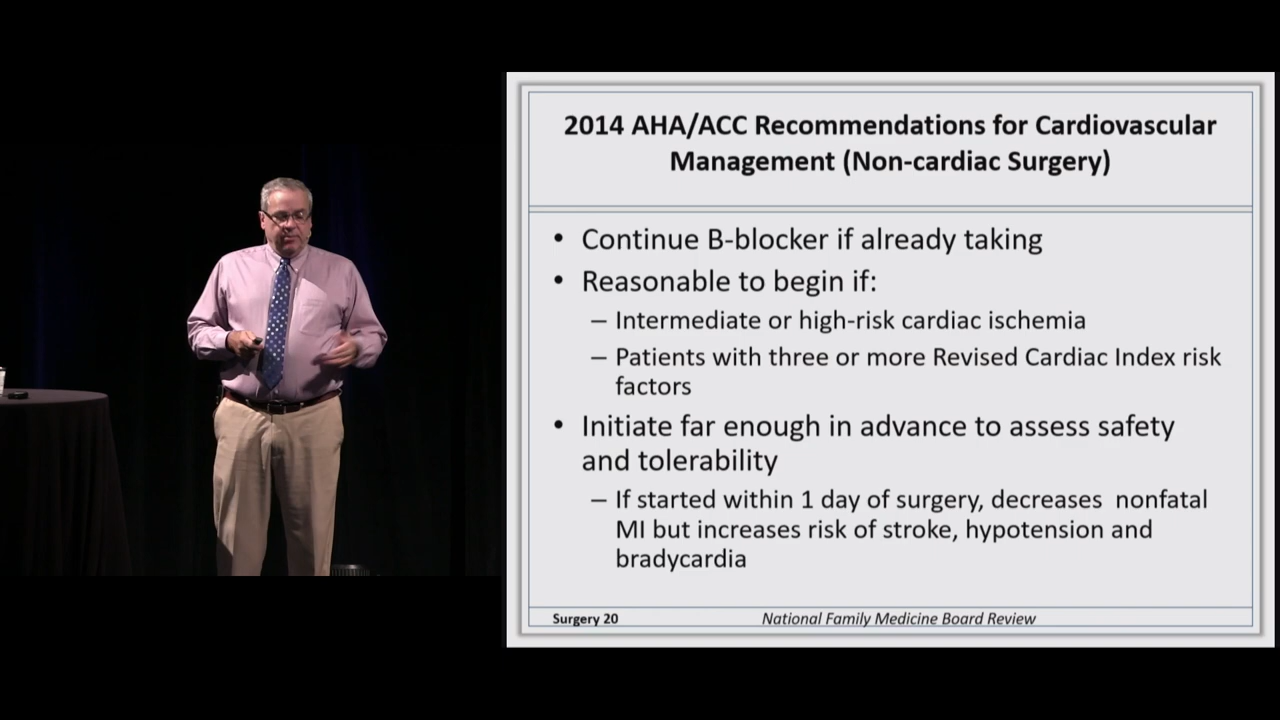 2014 AHA/ACC Recommendations for Cardiovascular
Management (Non-cardiac Surgery)
• Continue B-blocker if already taking
• Reasonable to begin if:
– Intermediate or high-risk cardiac ischemia
– Patients with three or more Revised Cardiac Index risk
factors
• Initiate far enough in advance to assess safety
and tolerability
– If started within 1 day of surgery, decreases  nonfatal
MI but increases risk of stroke, hypotension and
bradycardia
Surgery 20
National Family Medicine Board Review